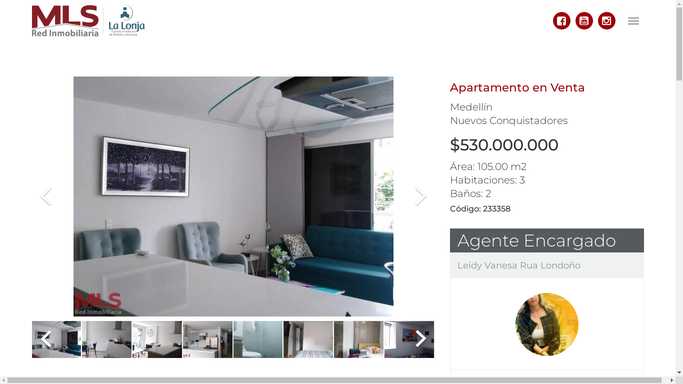 MLS
Red Inmobiliaria
La Lonja
Apartamento en Venta
Medellín
Nuevos Conquistadores
$530.000.000
Área: 105.00 m2
Habitaciones: 3
Baños: 2
Código: 233358
Agente Encargado
Leidy Vanesa Rua Londoño
MLS
Red Inmobiliaria